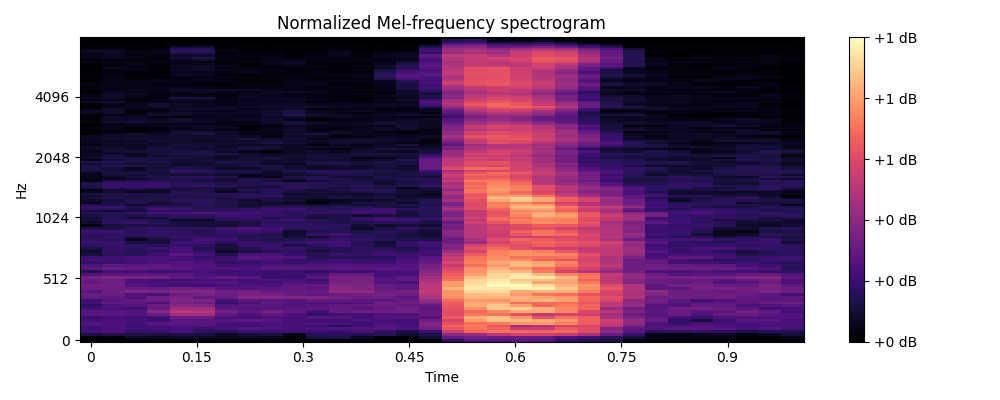 Normalized Mel-frequency spectrogram
+1 dB
+1 dB
+1 dB
+0 dB
+0 dB
+0 dB
4096
2048
1024
512
0
Hz
0
0.15
0.3
0.45
0.6
0.75
0.9
Time